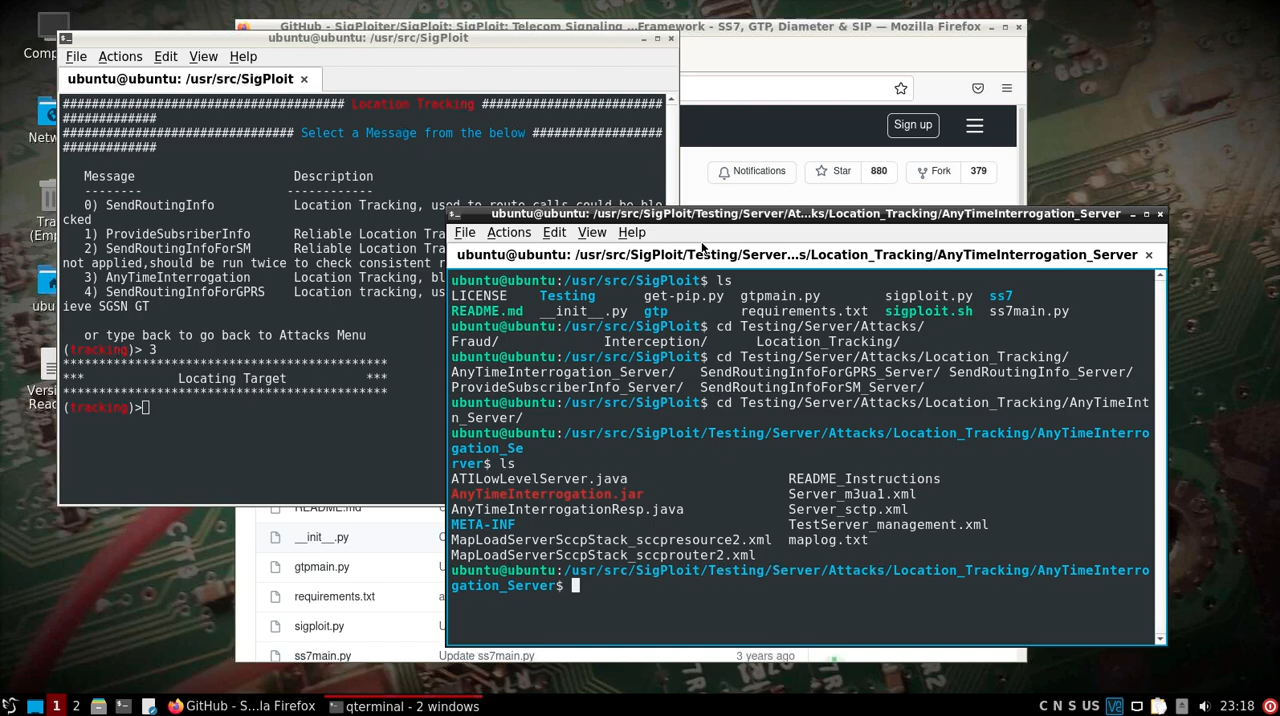 GitHub - SigPloiter/SigPloit: SigPloit: Telecom Signaling ...Framework - SS7, GTP, Diameter & SIP — Mozilla Firefox
ubuntu@ubuntu: /usr/src/SigPloit
File Actions Edit View Help
ubuntu@ubuntu: /usr/src/SigPloit ×
##################################### Location Tracking ########################
#############
############################## Select a Message from the below #################
#############
Message Description
-------- ------------
0) SendRoutingInfo Location Tracking, used to route calls could be blo
cked
1) ProvideSubsriberInfo Reliable Location Tra
2) SendRoutingInfoForSM Reliable Location Tra
not applied,should be run twice to check consistent r
3) AnyTimeInterrogation Location Tracking, bl
4) SendRoutingInfoForGPRS Location tracking, us
ieve SGSN GT
or type back to go back to Attacks Menu
(tracking)> 3
*******************************************
*** Locating Target ***
*******************************************
(tracking)>
Sign up
Notifications
Star 880
Fork 379
ubuntu@ubuntu: /usr/src/SigPloit/Testing/Server/At...ks/Location_Tracking/AnyTimeInterrogation_Server
File Actions Edit View Help
ubuntu@ubuntu: /usr/src/SigPloit/Testing/Server...s/Location_Tracking/AnyTimeInterrogation_Server ×
ubuntu@ubuntu:/usr/src/SigPloit$ ls
LICENSE Testing get-pip.py gtpmain.py sigploit.py ss7
README.md __init__.py gtp requirements.txt sigploit.sh ss7main.py
ubuntu@ubuntu:/usr/src/SigPloit$ cd Testing/Server/Attacks/
Fraud/ Interception/ Location_Tracking/
ubuntu@ubuntu:/usr/src/SigPloit$ cd Testing/Server/Attacks/Location_Tracking/
AnyTimeInterrogation_Server/ SendRoutingInfoForGPRS_Server/ SendRoutingInfo_Server/
ProvideSubscriberInfo_Server/ SendRoutingInfoForSM_Server/
ubuntu@ubuntu:/usr/src/SigPloit$ cd Testing/Server/Attacks/Location_Tracking/AnyTimeInt
n_Server/
ubuntu@ubuntu:/usr/src/SigPloit/Testing/Server/Attacks/Location_Tracking/AnyTimeInterro
gation_Se
rver$ ls
ATILowLevelServer.java README_Instructions
AnyTimeInterrogation.jar Server_m3ua1.xml
AnyTimeInterrogationResp.java Server_sctp.xml
META-INF TestServer_management.xml
MapLoadServerSccpStack_sccpresource2.xml maplog.txt
MapLoadServerSccpStack_sccprouter2.xml
ubuntu@ubuntu:/usr/src/SigPloit/Testing/Server/Attacks/Location_Tracking/AnyTimeInterro
gation_Server$
README.md
__init__.py
gtpmain.py
requirements.txt
sigploit.py
ss7main.py Update ss7main.py 3 years ago
1 2 GitHub - S...la Firefox qterminal - 2 windows
C N S US 23:18